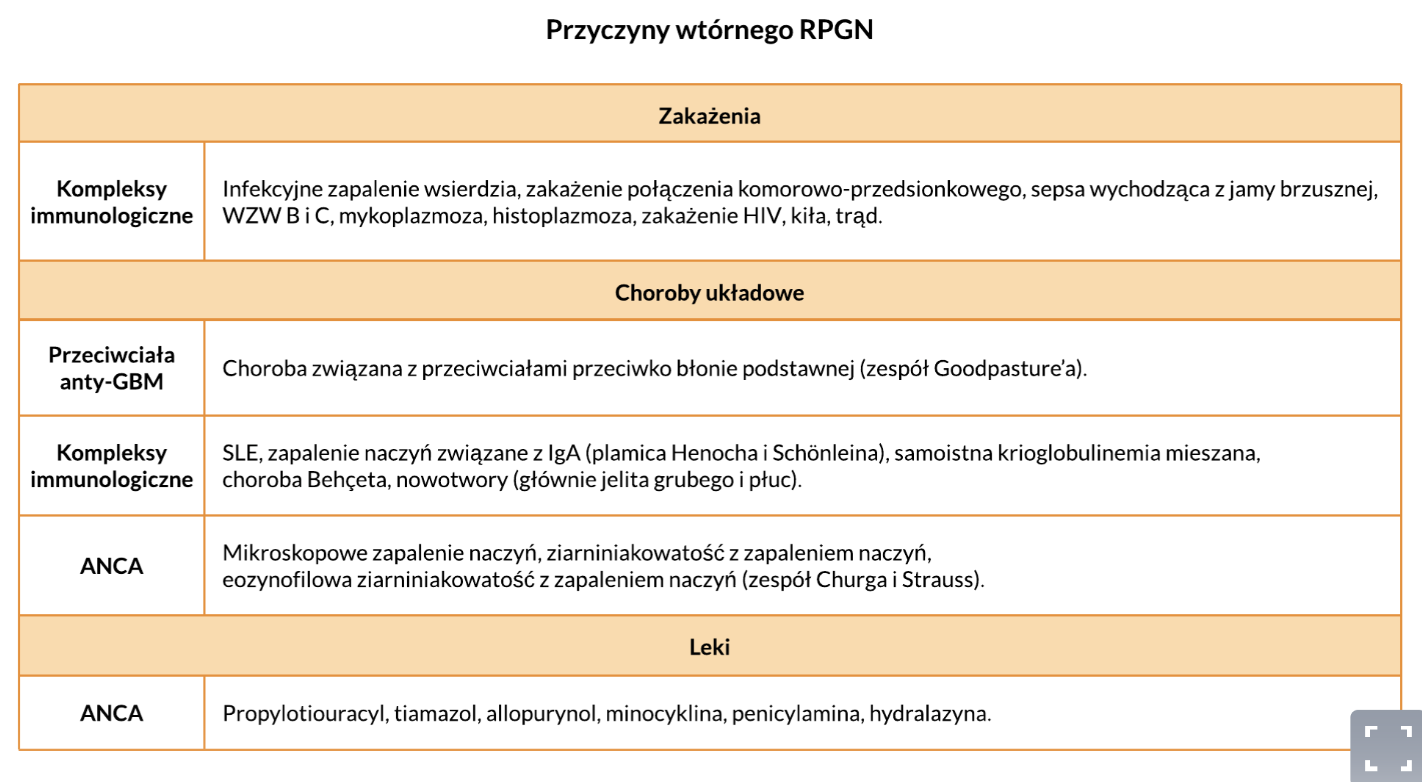 Przyczyny wtórnego RPGN
Zakażenia
Kompleksy
immunologiczne
Infekcyjne zapalenie wsierdzia, zakażenie połączenia komorowo-przedsionkowego, sepsa wychodząca z jamy brzusznej,
WZW B i C, mykoplazmoza, histoplazmoza, zakażenie HIV, kiła, trąd.
Choroby układowe
Przeciwciała
anty-GBM
Choroba związana z przeciwciałami przeciwko błonie podstawnej (zespół Goodpasture’a).
Kompleksy
immunologiczne
SLE, zapalenie naczyń związane z IgA (plamica Henocha i Schönleina), samoistna krioglobulinemia mieszana,
choroba Behçeta, nowotwory (głównie jelita grubego i płuc).
ANCA
Mikroskopowe zapalenie naczyń, ziarniniakowatość z zapaleniem naczyń,
eozynofilowa ziarniniakowatość z zapaleniem naczyń (zespół Churga i Strauss).
Leki
ANCA
Propylotiouracyl, tiamazol, allopurynol, minocyklina, penicylamina, hydralazyna.